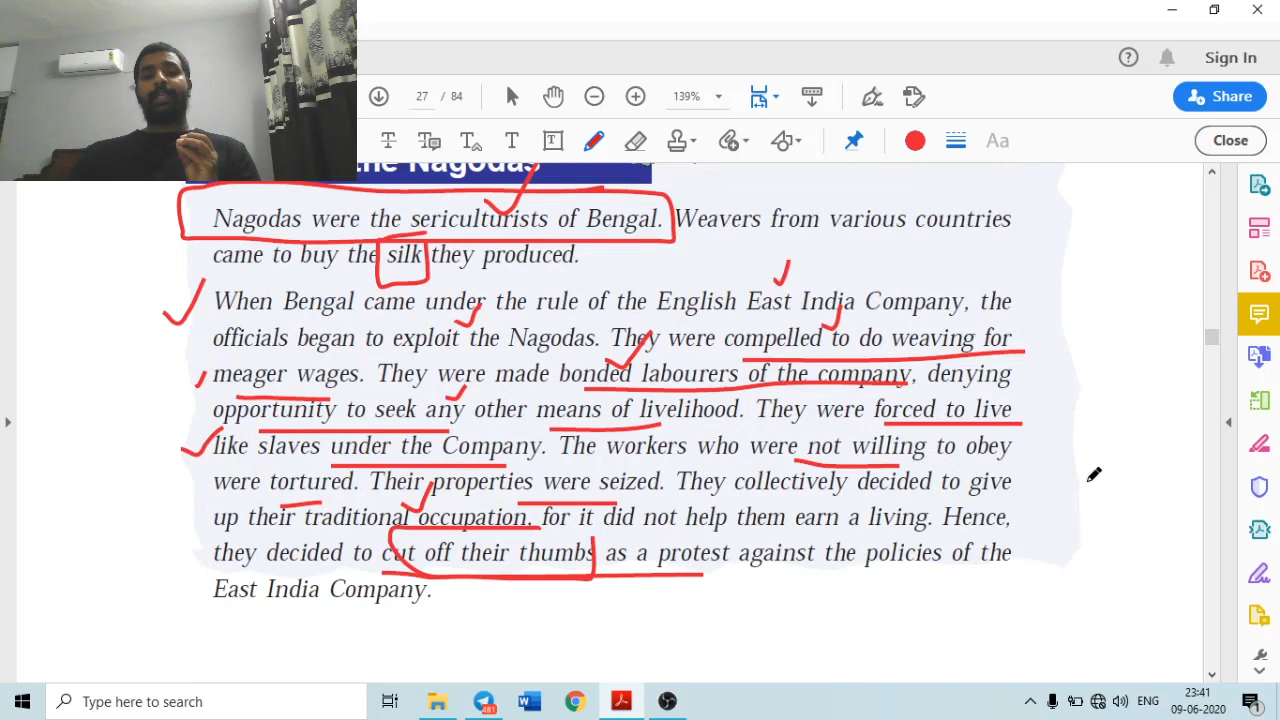 Sign In
27 / 84
139%
Share
Close
Aa
the Nagodas
Nagodas were the sericulturists of Bengal. Weavers from various countries
came to buy the silk they produced.
When Bengal came under the rule of the English East India Company, the
officials began to exploit the Nagodas. They were compelled to do weaving for
meager wages. They were made bonded labourers of the company, denying
opportunity to seek any other means of livelihood. They were forced to live
like slaves under the Company. The workers who were not willing to obey
were tortured. Their properties were seized. They collectively decided to give
up their traditional occupation, for it did not help them earn a living. Hence,
they decided to cut off their thumbs as a protest against the policies of the
East India Company.
Type here to search
481
ENG
23:41
09-06-2020
1